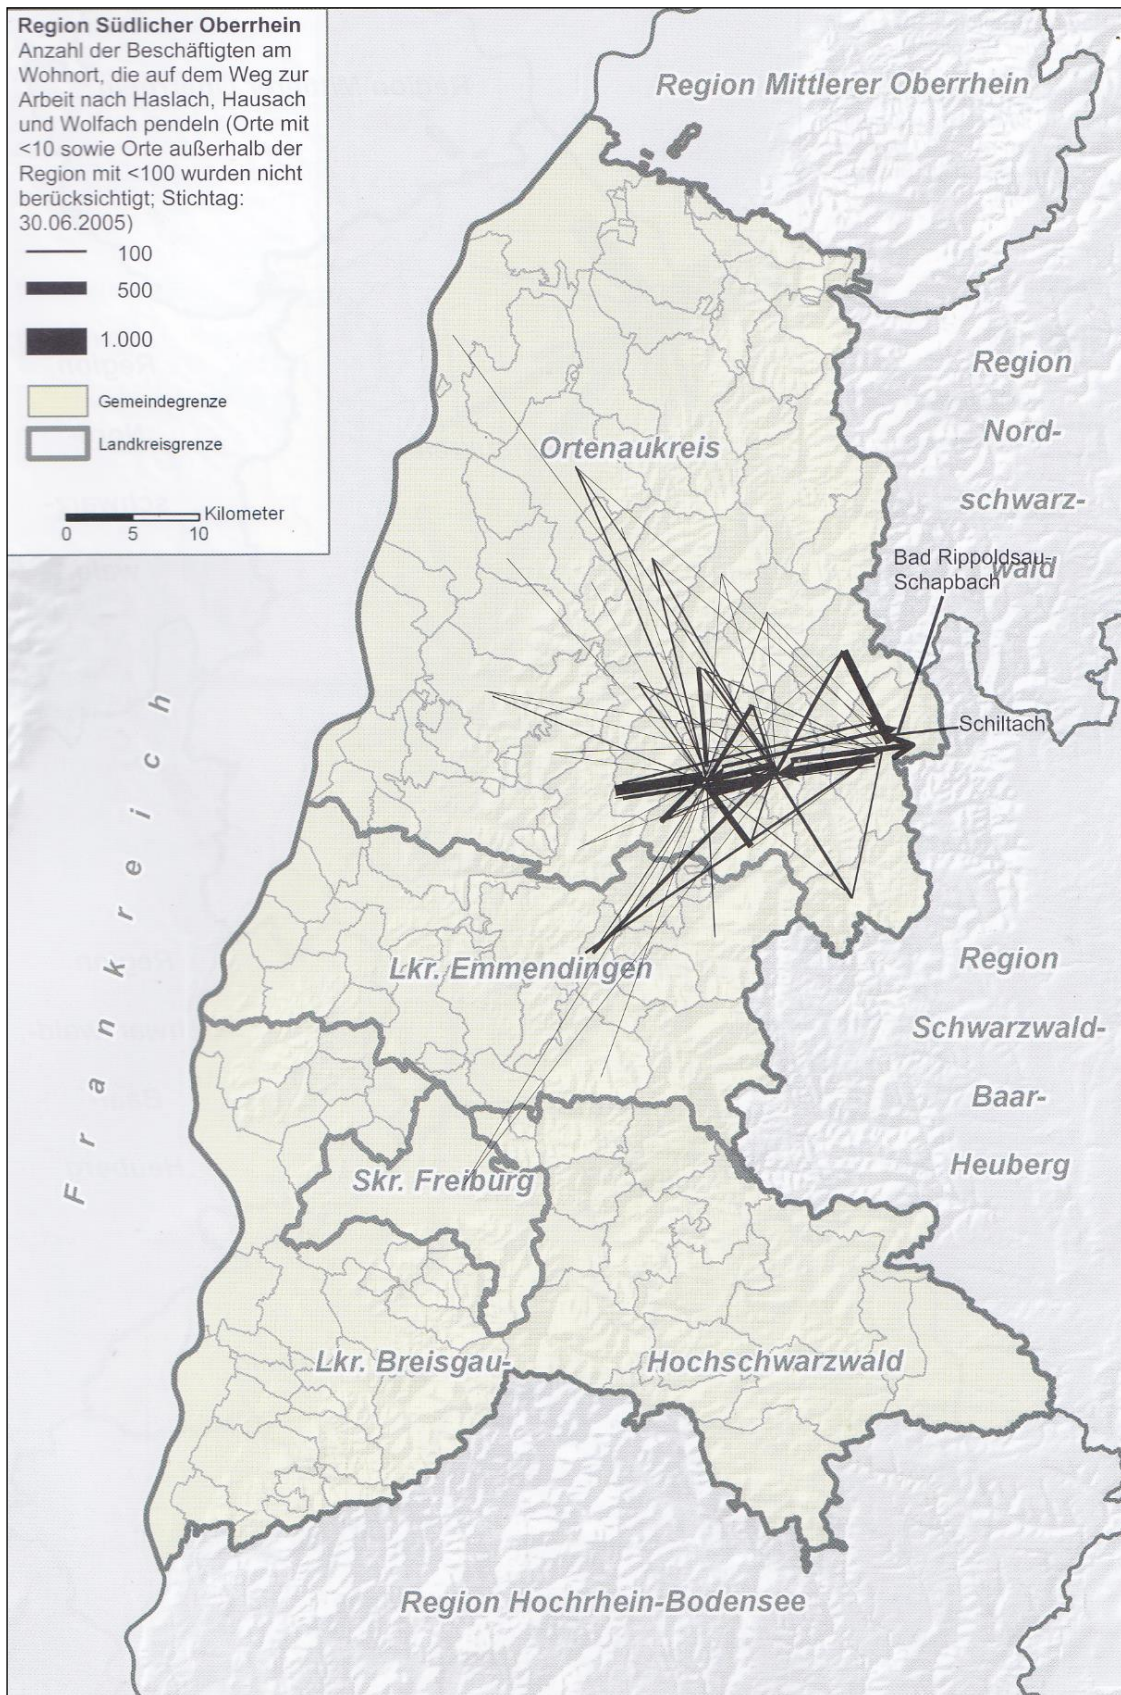 Region Südlicher Oberrhein
Anzahl der Beschäftigten am
Wohnort, die auf dem Weg zur
Arbeit nach Haslach, Hausach
und Wolfach pendeln (Orte mit
<10 sowie Orte außerhalb der
Region mit <100 wurden nicht
berücksichtigt; Stichtag:
30.06.2005)
100
500
1.000
Gemeindegrenze
Landkreisgrenze
Kilometer
0 5 10
Region Mittlerer Oberrhein
Region
Nord-
schwarz-
wald
Ortenaukreis
Bad Rippoldsau-
Schapbach
Schiltach
Frankreich
Lkr. Emmendingen
Region
Schwarzwald-
Baar-
Heuberg
Skr. Freiburg
Lkr. Breisgau- Hochschwarzwald
Region Hochrhein-Bodensee